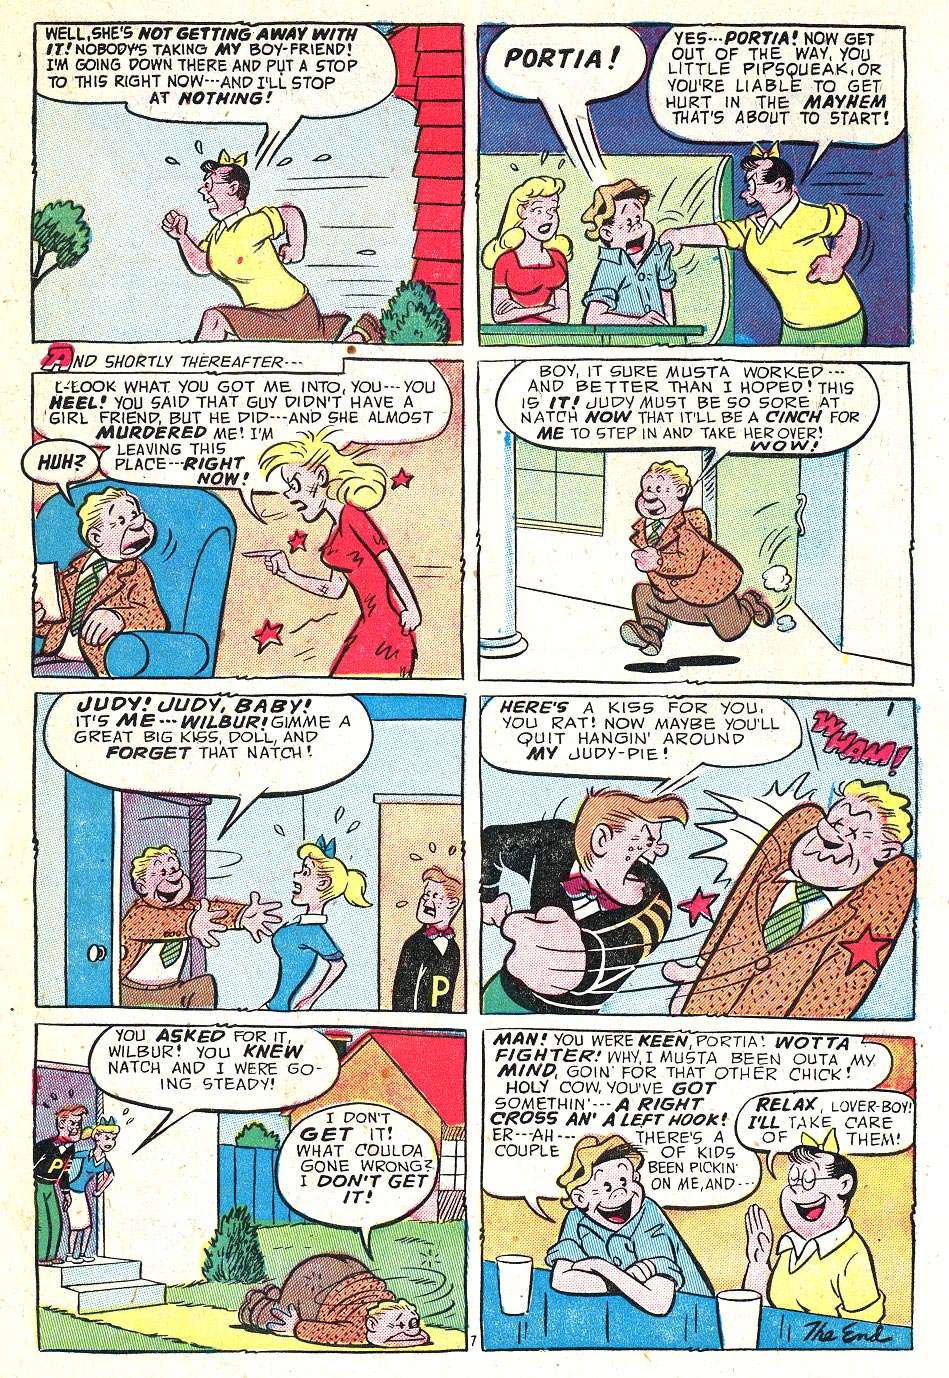 WELL, SHE'S NOT GETTING AWAY WITH
IT! NOBODY'S TAKING MY BOY-FRIEND!
I'M GOING DOWN THERE AND PUT A STOP
TO THIS RIGHT NOW---AND I'LL STOP
AT NOTHING!
PORTIA!
YES---PORTIA! NOW GET
OUT OF THE WAY, YOU
LITTLE PIPSQUEAK, OR
YOU'RE LIABLE TO GET
HURT IN THE MAYHEM
THAT'S ABOUT TO START!
AND SHORTLY THEREAFTER---
L-LOOK WHAT YOU GOT ME INTO, YOU---YOU
HEEL! YOU SAID THAT GUY DIDN'T HAVE A
GIRL FRIEND, BUT HE DID---AND SHE ALMOST
MURDERED ME! I'M
LEAVING THIS
PLACE---RIGHT
NOW!
HUH?
BOY, IT SURE MUSTA WORKED---
AND BETTER THAN I HOPED! THIS
IS IT! JUDY MUST BE SO SORE AT
NATCH NOW THAT IT'LL BE A CINCH FOR
ME TO STEP IN AND TAKE HER OVER!
WOW!
JUDY! JUDY, BABY!
IT'S ME---WILBUR! GIMME A
GREAT BIG KISS, DOLL, AND
FORGET THAT NATCH!
P
HERE'S A KISS FOR YOU,
YOU RAT! NOW MAYBE YOU'LL
QUIT HANGIN' AROUND
MY JUDY-PIE!
WHAM!
YOU ASKED FOR IT,
WILBUR! YOU KNEW
NATCH AND I WERE GO-
ING STEADY!
P
I DON'T
GET IT!
WHAT COULDA
GONE WRONG?
I DON'T GET
IT!
MAN! YOU WERE KEEN, PORTIA! WOTTA
FIGHTER! WHY, I MUSTA BEEN OUTA MY
MIND, GOIN' FOR THAT OTHER CHICK!
HOLY COW, YOU'VE GOT
SOMETHIN'---A RIGHT
CROSS AN' A LEFT HOOK!
ER---AH--- THERE'S A
COUPLE OF KIDS
BEEN PICKIN'
ON ME, AND---
RELAX, LOVER-BOY!
I'LL TAKE CARE
OF THEM!
The End
7